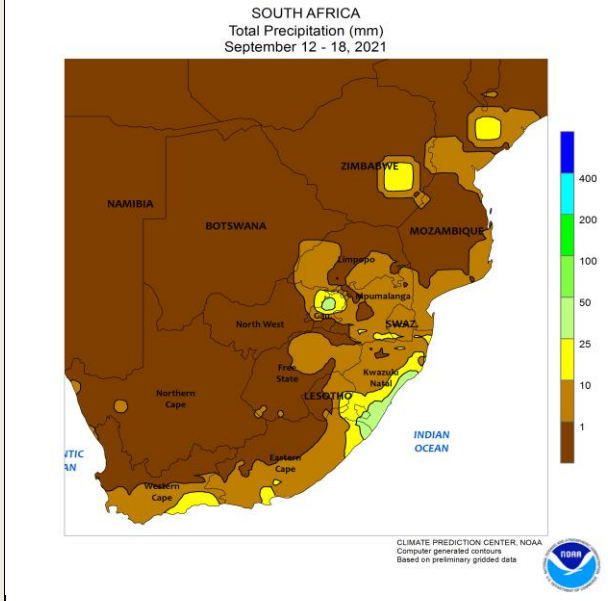 SOUTH AFRICA
Total Precipitation (mm)
September 12 - 18, 2021
ZIMBABWE
NAMIBIA
BOTSWANA
MOZAMBIQUE
Limpopo
Mpumalanga
North West
SWAZ.
Free
State
Kwazulu
Natal
LESOTHO
Northern
Cape
Eastern
Cape
Western
Cape
INDIAN
OCEAN
NTIC
AN
400
200
100
50
25
10
1
CLIMATE PREDICTION CENTER, NOAA
Computer generated contours
Based on preliminary gridded data
NOAA